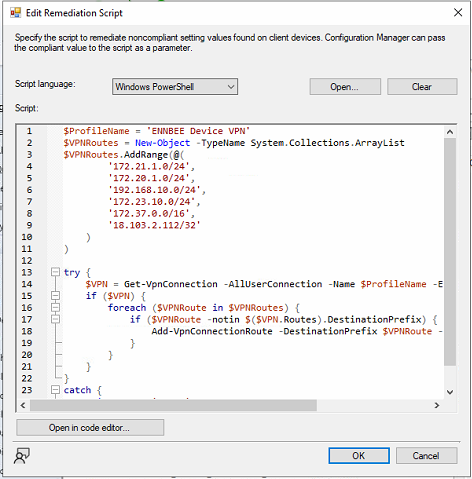 Edit Remediation Script
Specify the script to remediate noncompliant setting values found on client devices. Configuration Manager can pass
the compliant value to the script as a parameter.
Script language: Windows PowerShell Open... Clear
Script:
1 $ProfileName = 'ENNBEE Device VPN'
2 $VPNRoutes = New-Object -TypeName System.Collections.ArrayList
3 $VPNRoutes.AddRange(@(
4 '172.21.1.0/24',
5 '172.20.1.0/24',
6 '192.168.10.0/24',
7 '172.23.10.0/24',
8 '172.37.0.0/16',
9 '18.103.2.112/32'
10 )
11 )
12
13 try {
14 $VPN = Get-VpnConnection -AllUserConnection -Name $ProfileName -E
15 if ($VPN) {
16 foreach ($VPNRoute in $VPNRoutes) {
17 if ($VPNRoute -notin $($VPN.Routes).DestinationPrefix) {
18 Add-VpnConnectionRoute -DestinationPrefix $VPNRoute -
19 }
20 }
21 }
22 }
23 catch {
Open in code editor...
OK Cancel